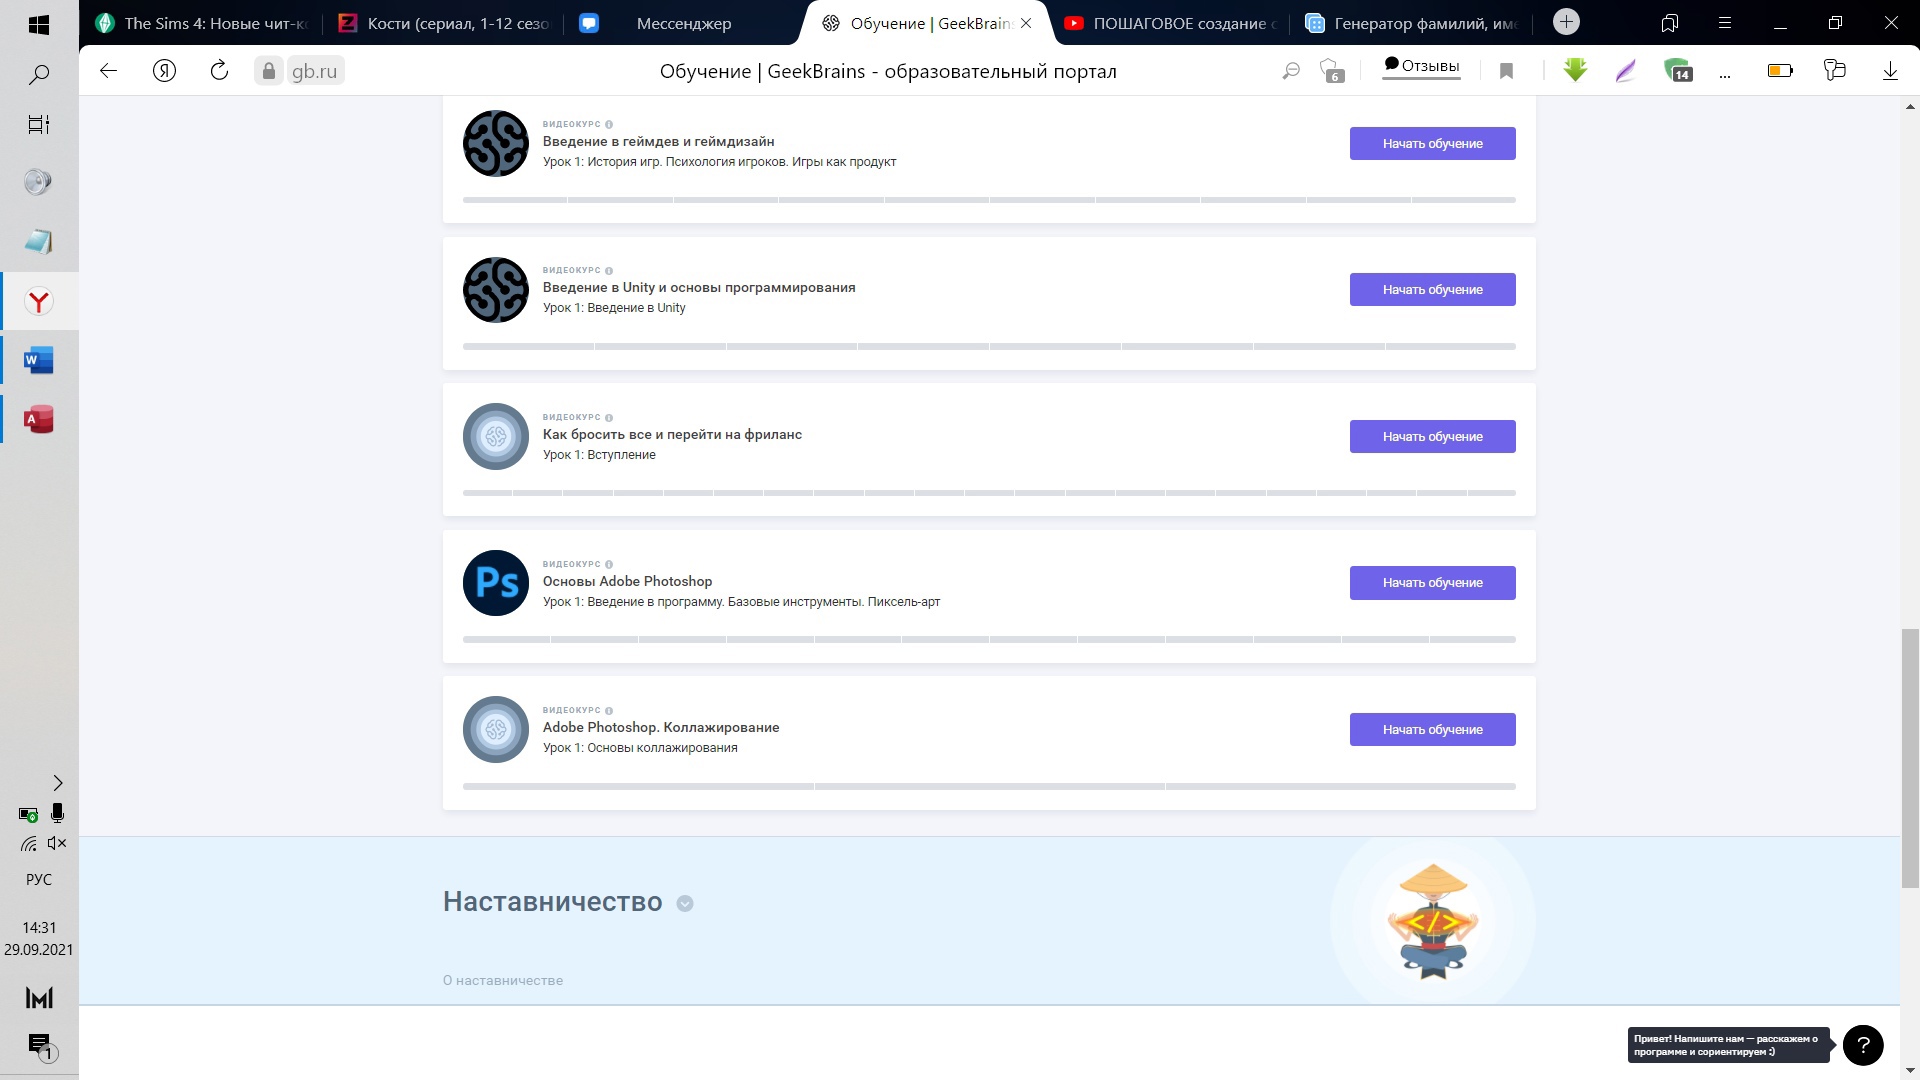 The Sims 4: Новые чит-к
Кости (сериал, 1-12 сезо
Мессенджер
Обучение | GeekBrains
ПОШАГОВОЕ создание с
Генератор фамилий, име
Я
gb.ru
Обучение | GeekBrains - образовательный портал
6
Отзывы
14
...
ВИДЕОКУРС
Введение в геймдев и геймдизайн
Урок 1: История игр. Психология игроков. Игры как продукт
Начать обучение
ВИДЕОКУРС
Введение в Unity и основы программирования
Урок 1: Введение в Unity
Начать обучение
ВИДЕОКУРС
Как бросить все и перейти на фриланс
Урок 1: Вступление
Начать обучение
Ps
ВИДЕОКУРС
Основы Adobe Photoshop
Урок 1: Введение в программу. Базовые инструменты. Пиксель-арт
Начать обучение
ВИДЕОКУРС
Adobe Photoshop. Коллажирование
Урок 1: Основы коллажирования
Начать обучение
Наставничество
</>
О наставничестве
Привет! Напишите нам — расскажем о
программе и сориентируем :)
?
W
A
РУС
14:31
29.09.2021
1